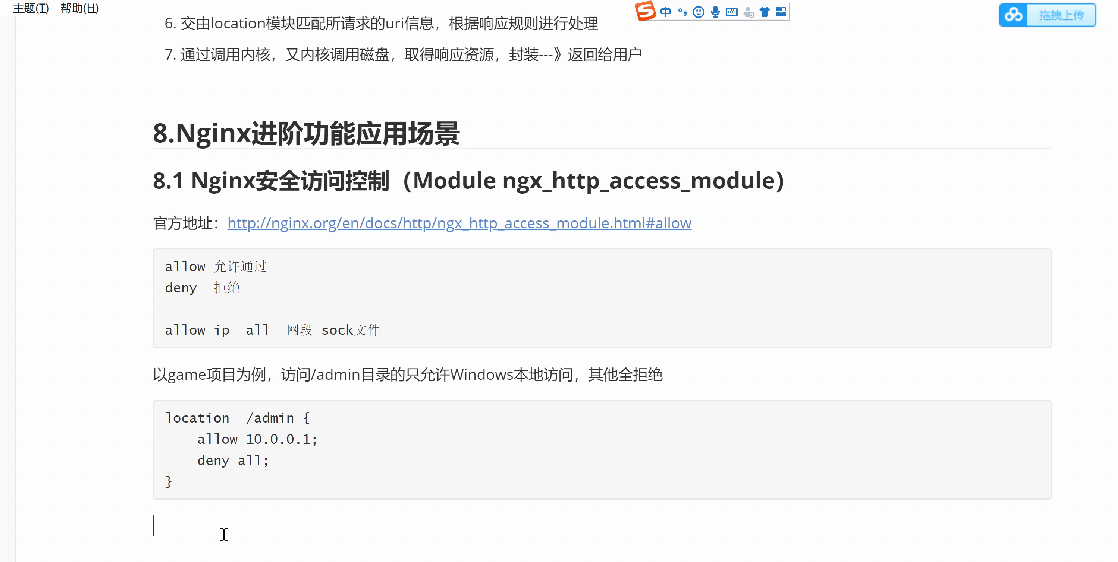 主题(T) 帮助(H)
中
拖拽上传
6. 交由location模块匹配所请求的uri信息，根据响应规则进行处理
7. 通过调用内核，又内核调用磁盘，取得响应资源，封装---》返回给用户
8.Nginx进阶功能应用场景
8.1 Nginx安全访问控制（Module ngx_http_access_module）
官方地址：http://nginx.org/en/docs/http/ngx_http_access_module.html#allow
allow 允许通过
deny  拒绝
allow ip  all  网段 sock文件
以game项目为例，访问/admin目录的只允许Windows本地访问，其他全拒绝
location  /admin {
    allow 10.0.0.1;
    deny all;
}